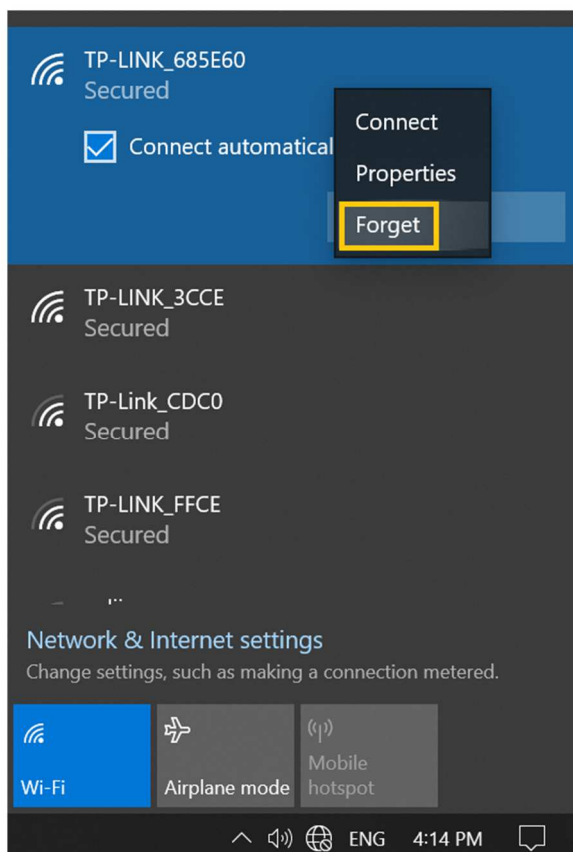 TP-LINK_685E60
Secured
Connect
Connect automatical
Properties
Forget
TP-LINK_3CCE
Secured
TP-Link_CDC0
Secured
TP-LINK_FFCE
Secured
Network & Internet settings
Change settings, such as making a connection metered.
Wi-Fi
Airplane mode
Mobile
hotspot
ENG 4:14 PM